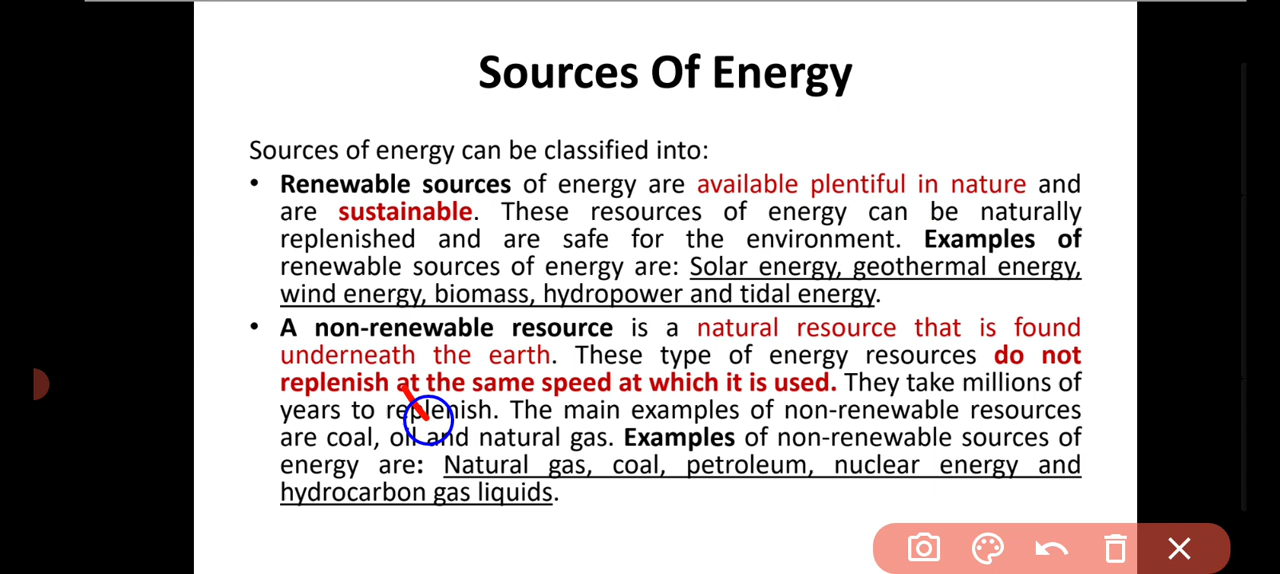 Sources Of Energy
Sources of energy can be classified into:
• Renewable sources of energy are available plentiful in nature and
are sustainable. These resources of energy can be naturally
replenished and are safe for the environment. Examples of
renewable sources of energy are: Solar energy, geothermal energy,
wind energy, biomass, hydropower and tidal energy.
• A non-renewable resource is a natural resource that is found
underneath the earth. These type of energy resources do not
replenish at the same speed at which it is used. They take millions of
years to replenish. The main examples of non-renewable resources
are coal, oil and natural gas. Examples of non-renewable sources of
energy are: Natural gas, coal, petroleum, nuclear energy and
hydrocarbon gas liquids.